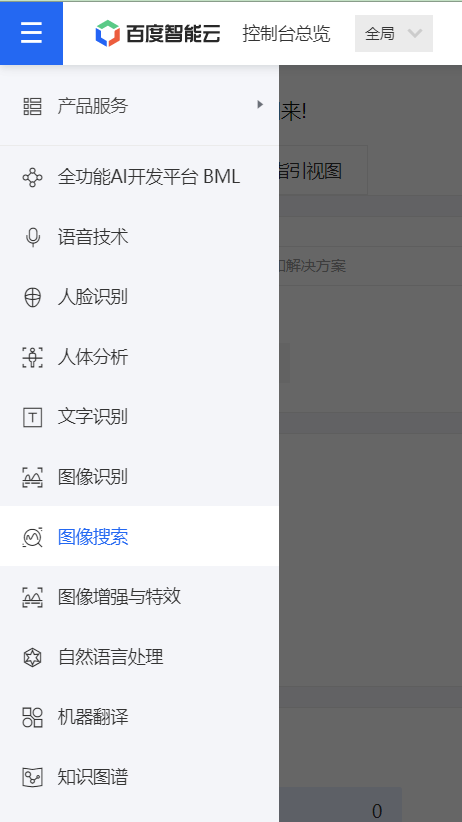 百度智能云 控制台总览 全局
产品服务
来!
全功能AI开发平台 BML
指引视图
语音技术
和解决方案
人脸识别
人体分析
文字识别
图像识别
图像搜索
图像增强与特效
自然语言处理
机器翻译
知识图谱
0